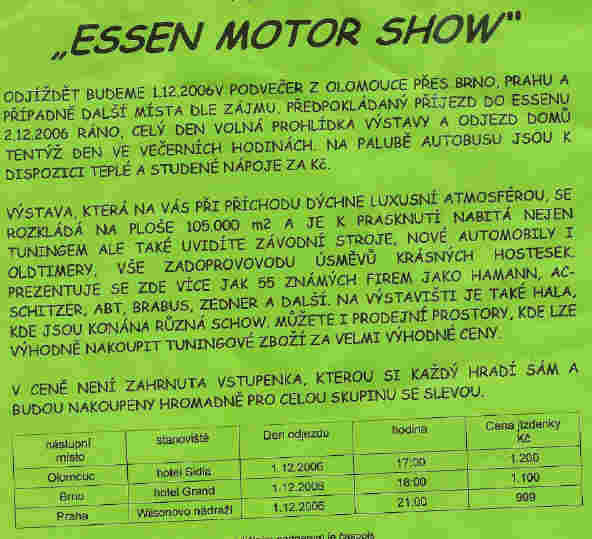 „ESSEN MOTOR SHOW"
ODJÍŽDĚT BUDEME 1.12.2006V PODVEČER Z OLOMOUCE PŘES BRNO, PRAHU A
PŘÍPADNĚ DALŠÍ MÍSTA DLE ZÁJMU. PŘEDPOKLÁDANÝ PŘÍJEZD DO ESSENU
2.12.2006 RÁNO, CELÝ DEN VOLNÁ PROHLÍDKA VÝSTAVY A ODJEZD DOMŮ
TENTÝŽ DEN VE VEČERNÍCH HODINÁCH. NA PALUBĚ AUTOBUSU JSOU K
DISPOZICI TEPLÉ A STUDENÉ NÁPOJE ZA Kč.
VÝSTAVA, KTERÁ NA VÁS PŘI PŘÍCHODU DÝCHNE LUXUSNÍ ATMOSFÉROU, SE
ROZKLÁDÁ NA PLOŠE 105.000 m2 A JE K PRASKNUTÍ NABITÁ NEJEN
TUNINGEM ALE TAKÉ UVIDÍTE ZÁVODNÍ STROJE, NOVÉ AUTOMOBILY I
OLDTIMERY, VŠE ZADOPROVOVODU ÚSMĚVŮ KRÁSNÝCH HOSTESEK.
PREZENTUJE SE ZDE VÍCE JAK 55 ZNÁMÝCH FIREM JAKO HAMANN, AC-
SCHITZER, ABT, BRABUS, ZEDNER A DALŠÍ. NA VÝSTAVIŠTI JE TAKÉ HALA,
KDE JSOU KONÁNA RŮZNÁ SCHOW. MŮŽETE I PRODEJNÍ PROSTORY, KDE LZE
VÝHODNĚ NAKOUPIT TUNINGOVÉ ZBOŽÍ ZA VELMI VÝHODNÉ CENY.
V CENĚ NENÍ ZAHRNUTA VSTUPENKA, KTEROU SI KAŽDÝ HRADÍ SÁM A
BUDOU NAKOUPENY HROMADNĚ PRO CELOU SKUPINU SE SLEVOU.
nástupní místo stanoviště Den odjezdu hodina Cena jízdenky Kč
Olomouc hotel Sidia 1.12.2006 17:00 1.200
Brno hotel Grand 1.12.2006 18:00 1.100
Praha Wilsonovo nádraží 1.12.2006 21:00 909